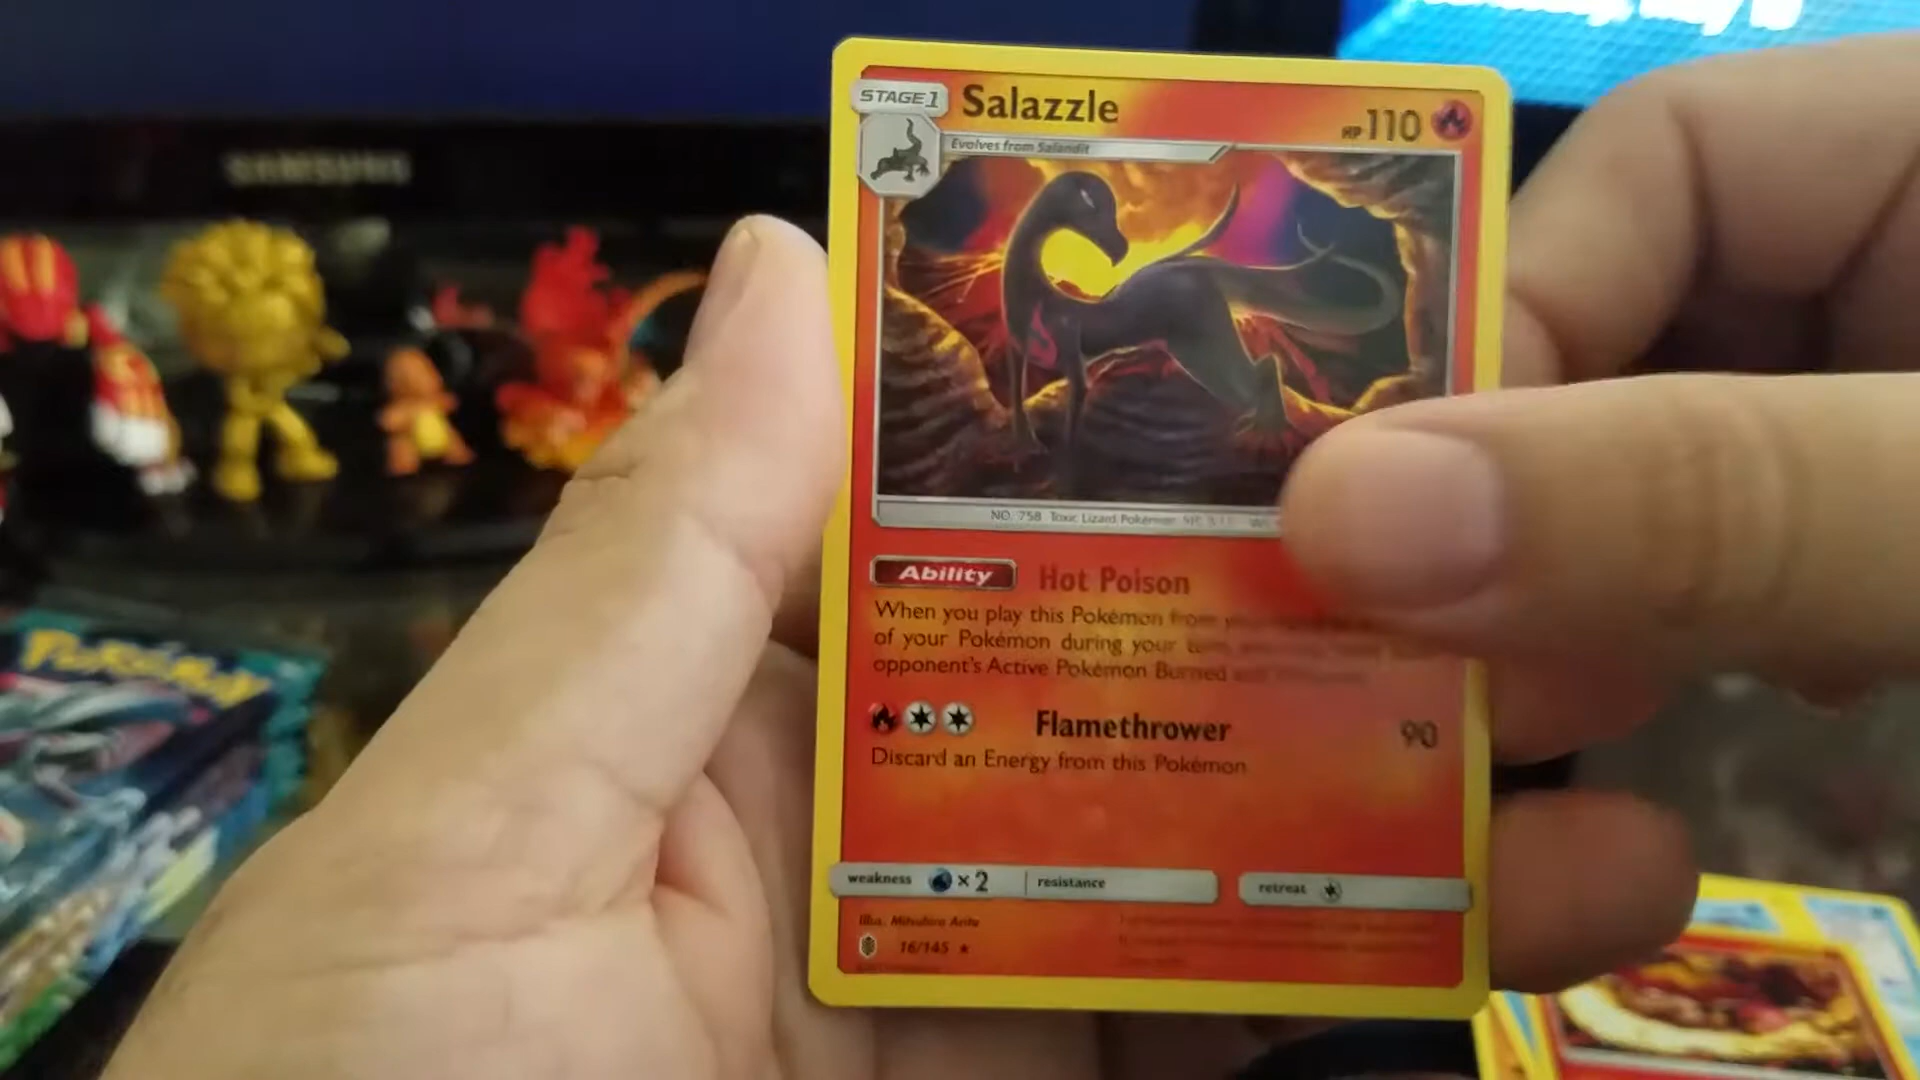 SAMSUNG
STAGE 1
Salazzle
HP 110
Evolves from Salandit
NO. 758 Toxic Lizard Pokémon
Ability Hot Poison
When you play this Pokémon from
of your Pokémon during your
opponent's Active Pokémon Burned
Flamethrower 90
Discard an Energy from this Pokémon
weakness ×2 resistance retreat
Illus. Mitsuhiro Arita
16/145
POKéMON